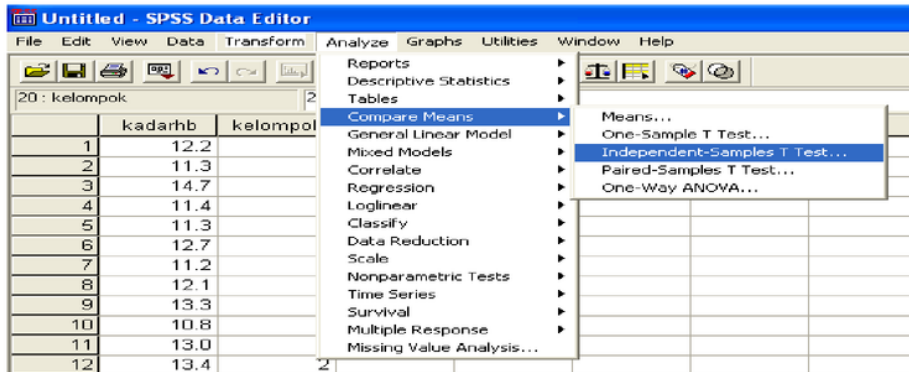 Untitled - SPSS Data Editor
File Edit View Data Transform Analyze Graphs Utilities Window Help
20 : kelompok 2
kadarhb kelompok
1 12.2
2 11.3
3 14.7
4 11.4
5 11.3
6 12.7
7 11.2
8 12.1
9 13.3
10 10.8
11 13.0
12 13.4 2
Reports
Descriptive Statistics
Tables
Compare Means
General Linear Model
Mixed Models
Correlate
Regression
Loglinear
Classify
Data Reduction
Scale
Nonparametric Tests
Time Series
Survival
Multiple Response
Missing Value Analysis...
Means...
One-Sample T Test...
Independent-Samples T Test...
Paired-Samples T Test...
One-Way ANOVA...